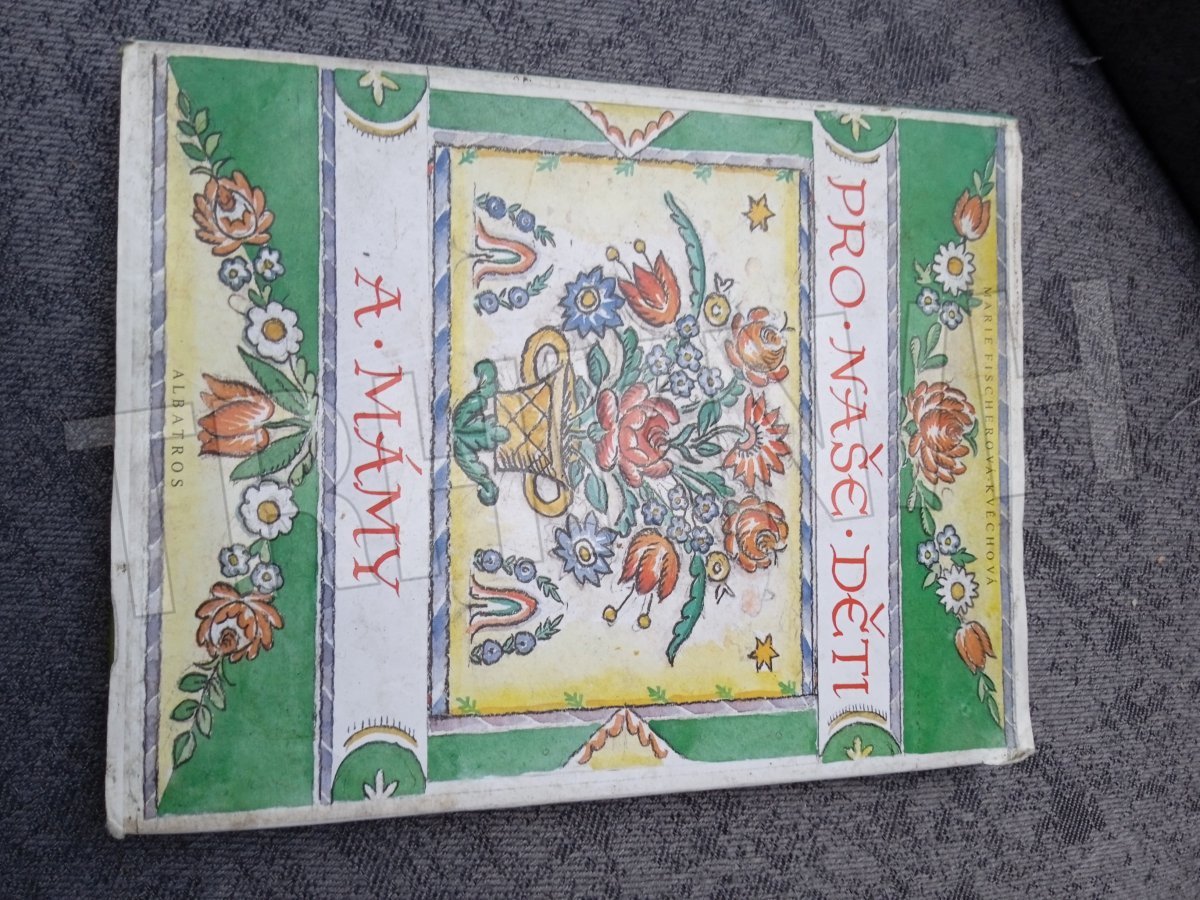 MARIE FISCHEROVÁ-KVĚCHOVÁ
PRO·NAŠE·DĚTI
A·MÁMY
ALBATROS